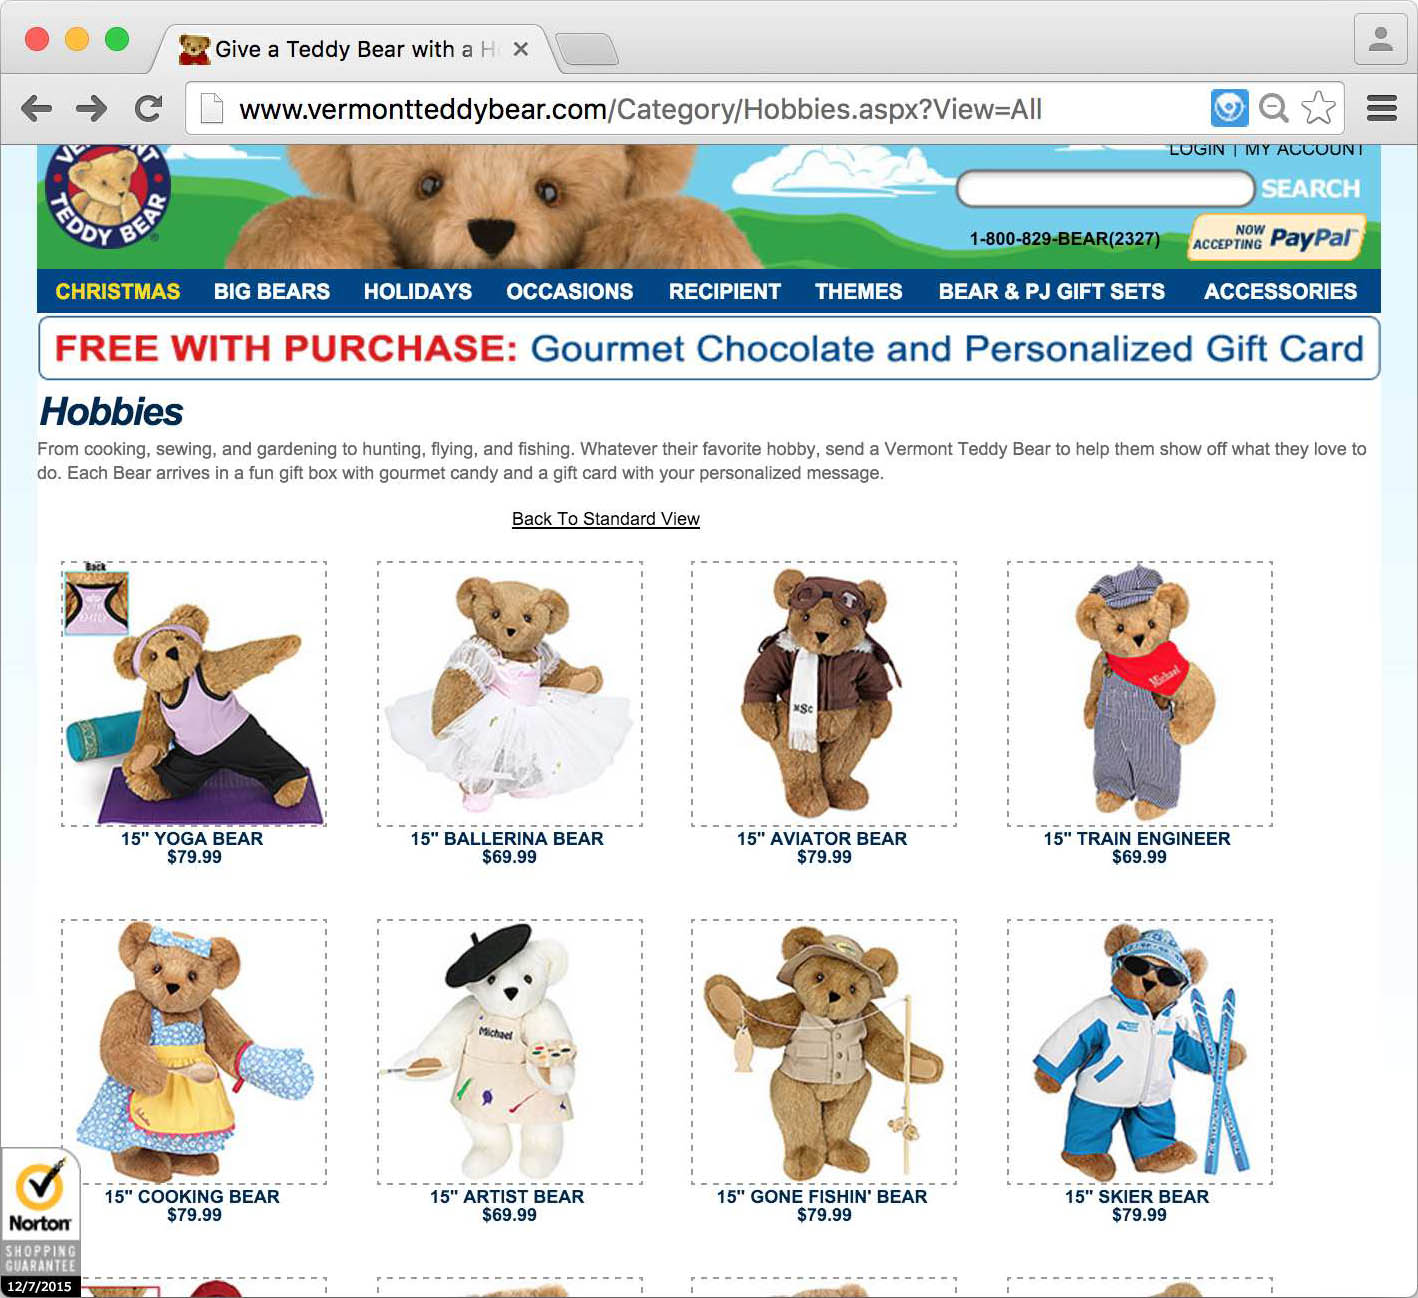 Give a Teddy Bear with a H
www.vermontteddybear.com/Category/Hobbies.aspx?View=All
VERMONT
TEDDY BEAR
LOGIN | MY ACCOUNT
SEARCH
1-800-829-BEAR(2327)
NOW
ACCEPTING PayPal
CHRISTMAS BIG BEARS HOLIDAYS OCCASIONS RECIPIENT THEMES BEAR & PJ GIFT SETS ACCESSORIES
FREE WITH PURCHASE: Gourmet Chocolate and Personalized Gift Card
Hobbies
From cooking, sewing, and gardening to hunting, flying, and fishing. Whatever their favorite hobby, send a Vermont Teddy Bear to help them show off what they love to
do. Each Bear arrives in a fun gift box with gourmet candy and a gift card with your personalized message.
Back To Standard View
Back
MSC
Michael
15" YOGA BEAR 15" BALLERINA BEAR 15" AVIATOR BEAR 15" TRAIN ENGINEER
$79.99 $69.99 $79.99 $69.99
Michael
15" COOKING BEAR 15" ARTIST BEAR 15" GONE FISHIN' BEAR 15" SKIER BEAR
$79.99 $69.99 $79.99 $79.99
Norton
SHOPPING
GUARANTEE
12/7/2015